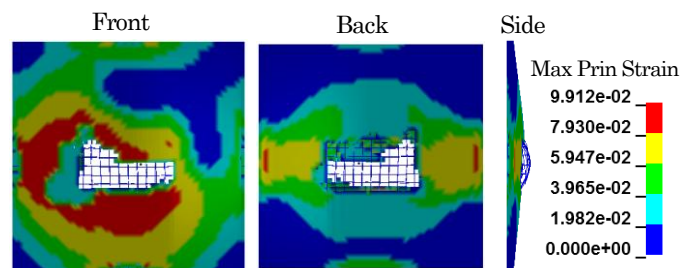 Front
Back
Side
Max Prin Strain
9.912e-02
7.930e-02
5.947e-02
3.965e-02
1.982e-02
0.000e+00